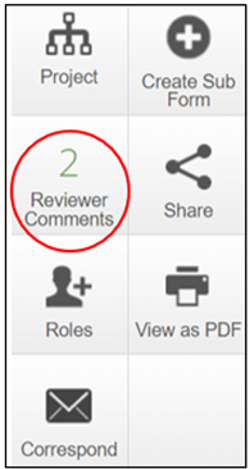 Project
Create Sub
Form
2
Reviewer
Comments
Share
Roles
View as PDF
Correspond